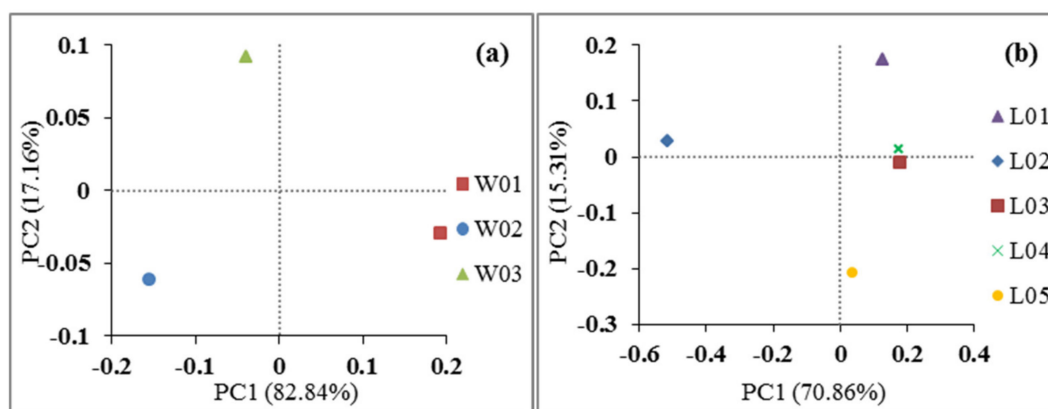 (a)
0.1
0.05
0
-0.05
-0.1
-0.2
-0.1
0
0.1
0.2
PC2 (17.16%)
PC1 (82.84%)
W01
W02
W03
(b)
0.2
0.1
0
-0.1
-0.2
-0.3
-0.6
-0.4
-0.2
0
0.2
0.4
PC2 (15.31%)
PC1 (70.86%)
L01
L02
L03
L04
L05